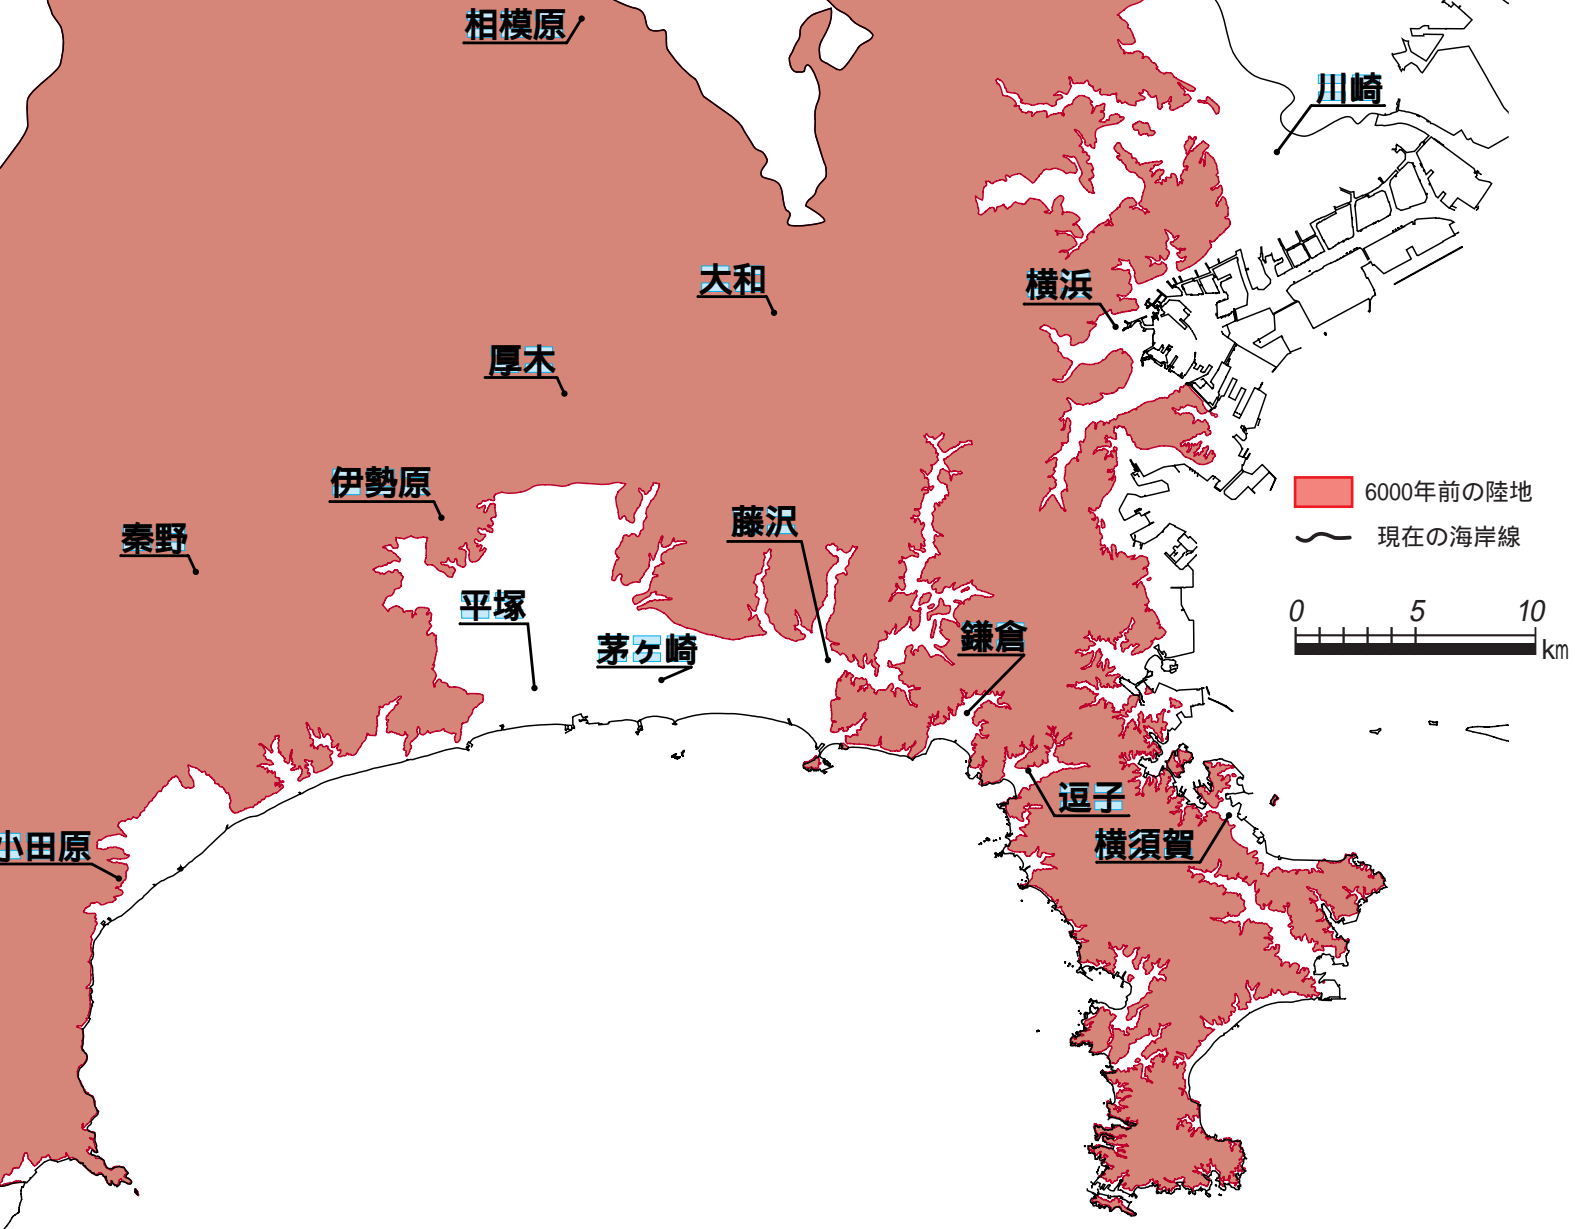 相模原
川崎
大和
横浜
厚木
伊勢原
6000年前の陸地
藤沢
秦野
現在の海岸線
平塚
0 5 10
km
茅ヶ崎
鎌倉
逗子
横須賀
小田原